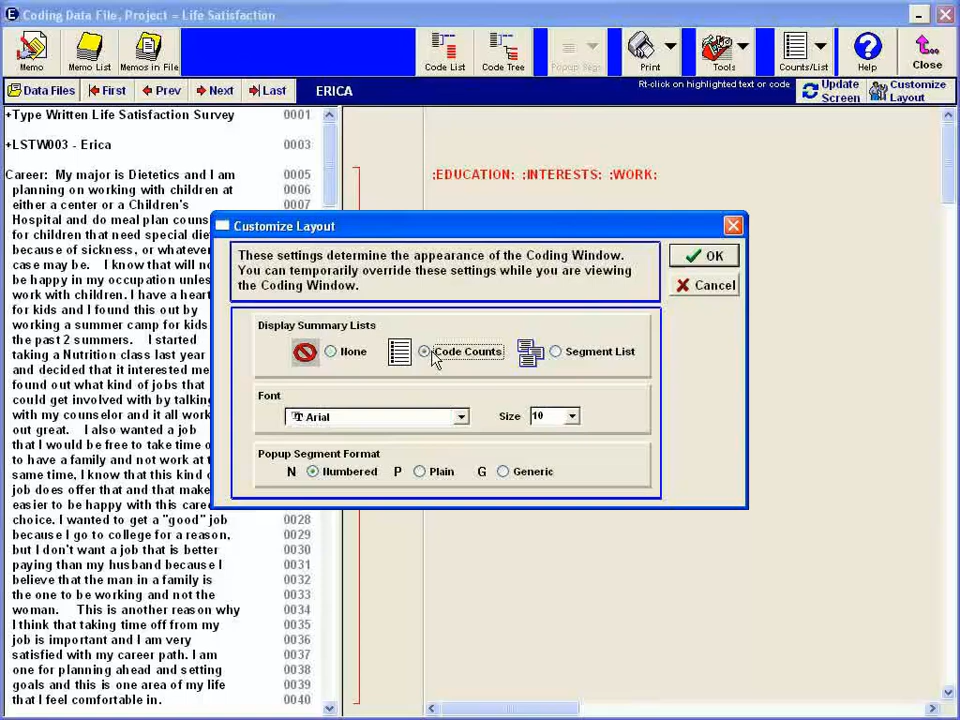 Coding Data File, Project = Life Satisfaction
Memo
Memo List
Memos in File
Code List
Code Tree
Popup Segs
Print
Tools
Counts/List
Help
Close
Data Files
First
Prev
Next
Last
ERICA
Rt-click on highlighted text or code
Update Screen
Customize Layout
+Type Written Life Satisfaction Survey 0001
+LSTW003 - Erica 0003
Career: My major is Dietetics and I am 0005
planning on working with children at 0006
either a center or a Children's 0007
Hospital and do meal plan couns
for children that need special die
because of sickness, or whatever
case may be. I know that will no
be happy in my occupation unles
work with children. I have a heart
for kids and I found this out by
working a summer camp for kids
the past 2 summers. I started
taking a Nutrition class last year
and decided that it interested me
found out what kind of jobs that
could get involved with by talking
with my counselor and it all work
out great. I also wanted a job
that I would be free to take time o
to have a family and not work at t
same time, I know that this kind o
job does offer that and that make
easier to be happy with this caree
choice. I wanted to get a "good" job 0028
because I go to college for a reason, 0029
but I don't want a job that is better 0030
paying than my husband because I 0031
believe that the man in a family is 0032
the one to be working and not the 0033
woman. This is another reason why 0034
I think that taking time off from my 0035
job is important and I am very 0036
satisfied with my career path. I am 0037
one for planning ahead and setting 0038
goals and this is one area of my life 0039
that I feel comfortable in. 0040
:EDUCATION: :INTERESTS: :WORK:
Customize Layout
These settings determine the appearance of the Coding Window.
You can temporarily override these settings while you are viewing
the Coding Window.
OK
Cancel
Display Summary Lists
None
Code Counts
Segment List
Font
Arial
Size 10
Popup Segment Format
N Numbered P Plain G Generic